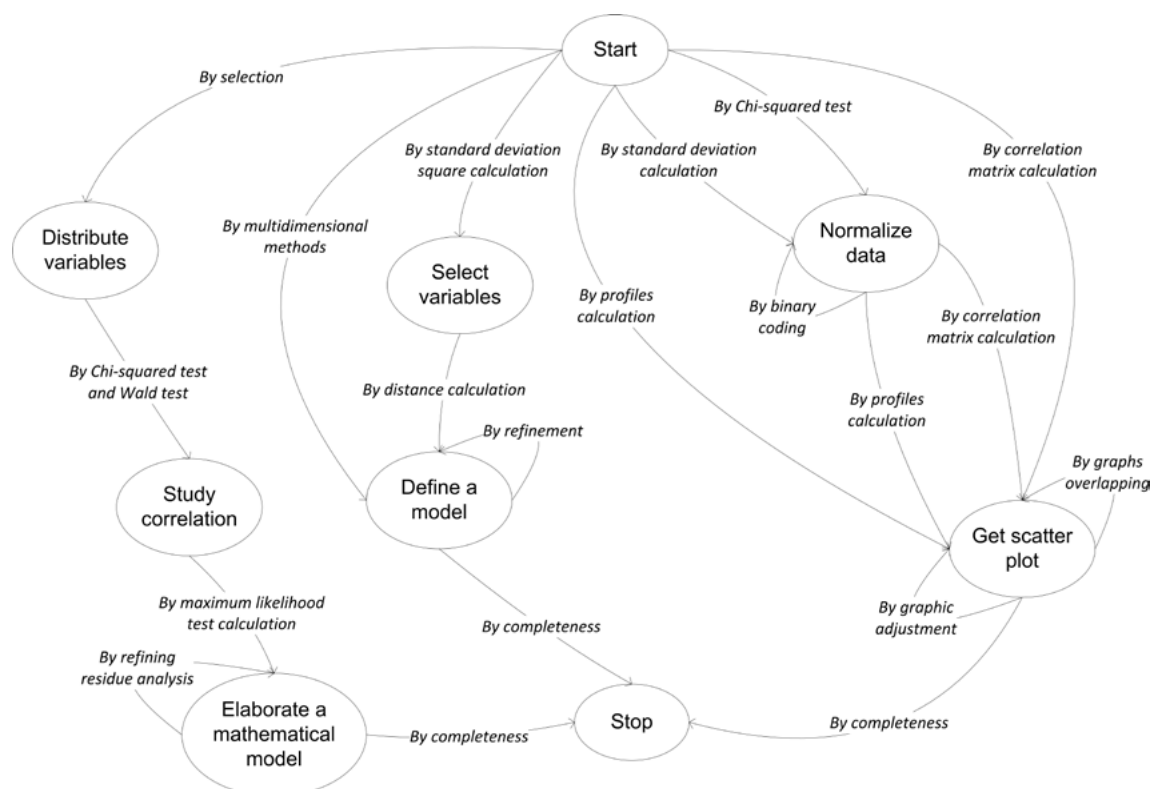 Start
By selection
By Chi-squared test
By standard deviation
square calculation
By standard deviation
calculation
By correlation
matrix calculation
Distribute
variables
By multidimensional
methods
Select
variables
Normalize
data
By profiles
calculation
By binary
coding
By correlation
matrix calculation
By Chi-squared test
and Wald test
By distance calculation
By profiles
calculation
By refinement
By graphs
overlapping
Study
correlation
Define a
model
Get scatter
plot
By maximum likelihood
test calculation
By graphic
adjustment
By completeness
By refining
residue analysis
Elaborate a
mathematical
model
By completeness
Stop
By completeness